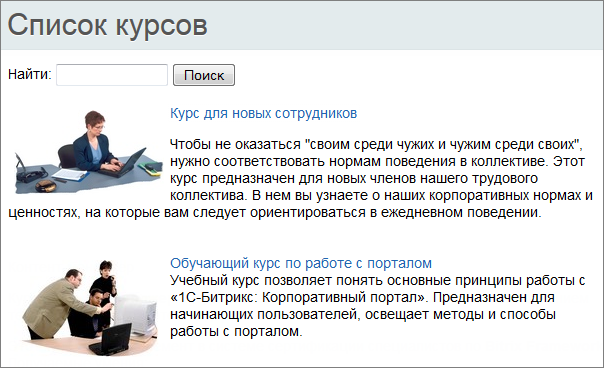 Список курсов
Найти: Поиск
Курс для новых сотрудников
Чтобы не оказаться "своим среди чужих и чужим среди своих",
нужно соответствовать нормам поведения в коллективе. Этот
курс предназначен для новых членов нашего трудового
коллектива. В нем вы узнаете о наших корпоративных нормах и
ценностях, на которые вам следует ориентироваться в ежедневном поведении.
Обучающий курс по работе с порталом
Учебный курс позволяет понять основные принципы работы с
«1С-Битрикс: Корпоративный портал». Предназначен для
начинающих пользователей, освещает методы и способы
работы с порталом.